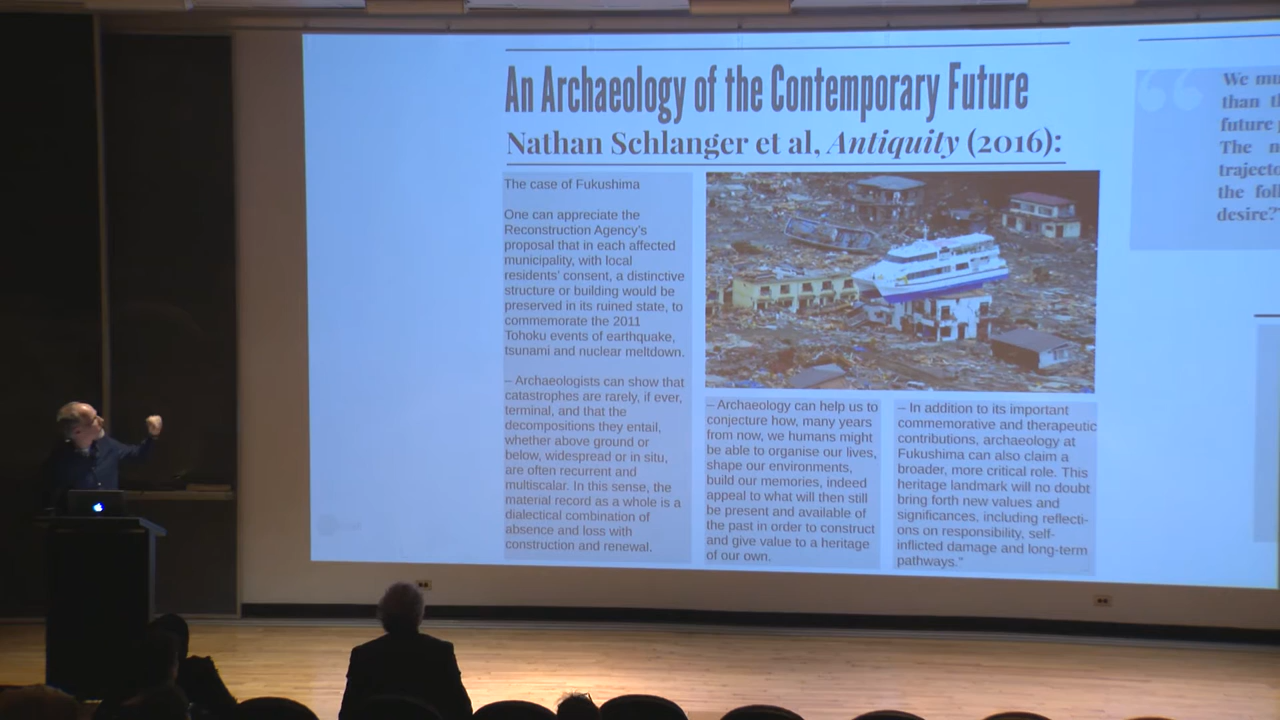 An Archaeology of the Contemporary Future
Nathan Schlanger et al, Antiquity (2016):
The case of Fukushima
One can appreciate the
Reconstruction Agency's
proposal that in each affected
municipality, with local
residents' consent, a distinctive
structure or building would be
preserved in its ruined state, to
commemorate the 2011
Tohoku events of earthquake,
tsunami and nuclear meltdown.
– Archaeologists can show that
catastrophes are rarely, if ever,
terminal, and that the
decompositions they entail,
whether above ground or
below, widespread or in situ,
are often recurrent and
multiscalar. In this sense, the
material record as a whole is a
dialectical combination of
absence and loss with
construction and renewal.
– Archaeology can help us to
conjecture how, many years
from now, we humans might
be able to organise our lives,
shape our environments,
build our memories, indeed
appeal to what will then still
be present and available of
the past in order to construct
and give value to a heritage
of our own.
– In addition to its important
commemorative and therapeutic
contributions, archaeology at
Fukushima can also claim a
broader, more critical role. This
heritage landmark will no doubt
bring forth new values and
significances, including reflecti-
ons on responsibility, self-
inflicted damage and long-term
pathways."
“
We
than
future
The
the
desire?